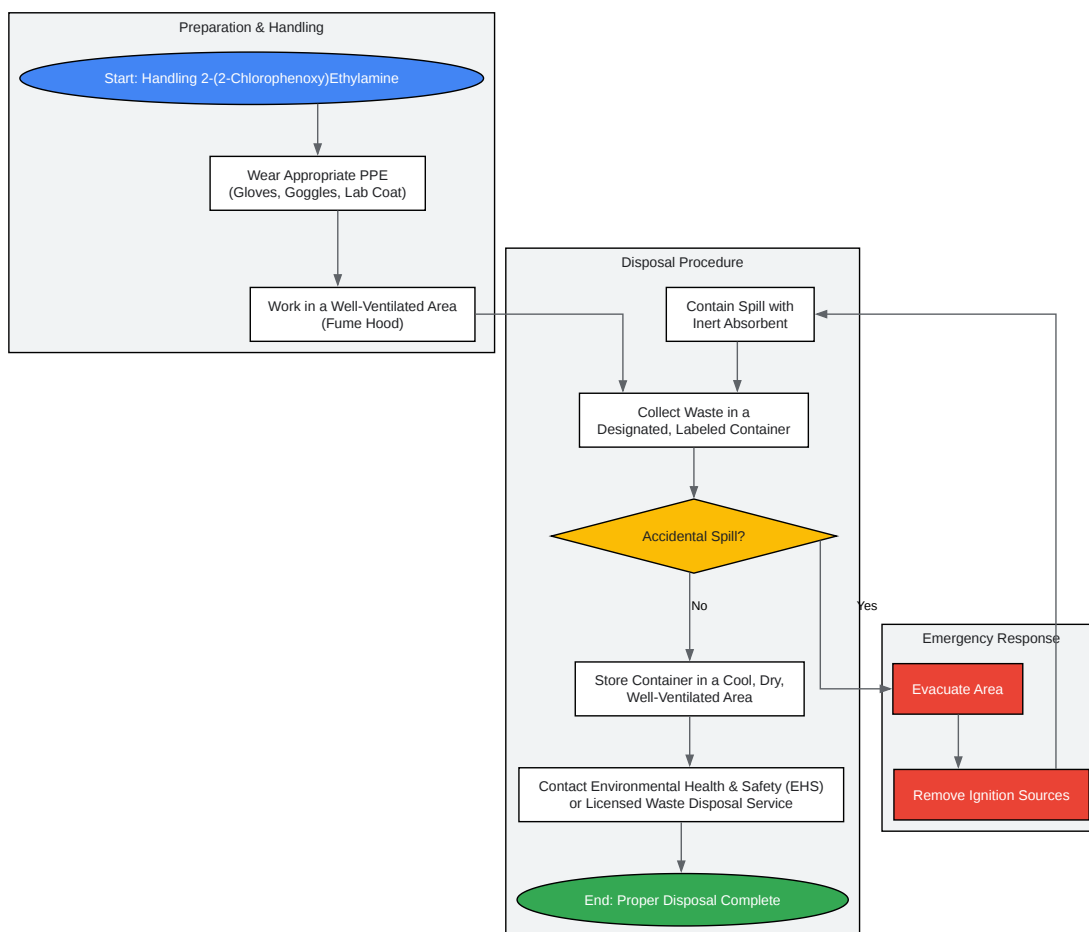 Preparation & Handling
Start: Handling 2-(2-Chlorophenoxy)Ethylamine
Wear Appropriate PPE
(Gloves, Goggles, Lab Coat)
Work in a Well-Ventilated Area
(Fume Hood)
Disposal Procedure
Contain Spill with
Inert Absorbent
Collect Waste in a
Designated, Labeled Container
Accidental Spill?
No
Yes
Emergency Response
Evacuate Area
Remove Ignition Sources
Store Container in a Cool, Dry,
Well-Ventilated Area
Contact Environmental Health & Safety (EHS)
or Licensed Waste Disposal Service
End: Proper Disposal Complete